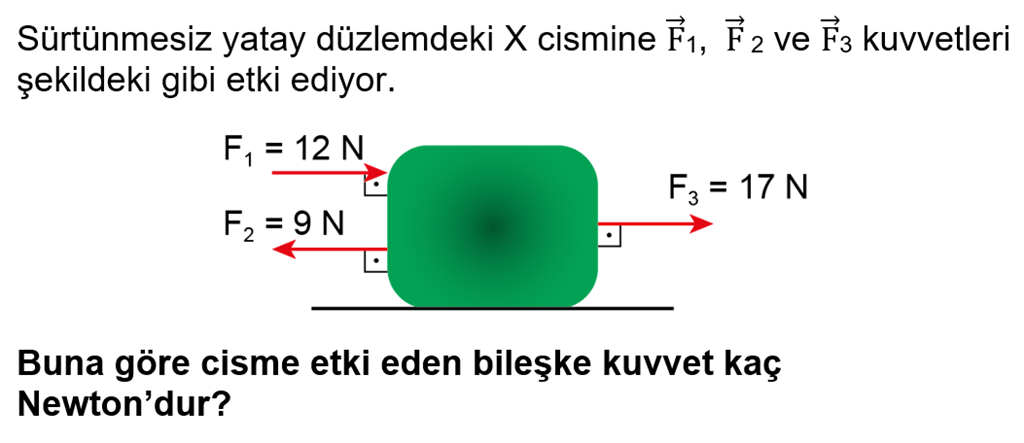 Sürtünmesiz yatay düzlemdeki X cismine F⃗₁, F⃗₂ ve F⃗₃ kuvvetleri
şekildeki gibi etki ediyor.
F₁ = 12 N
F₃ = 17 N
F₂ = 9 N
Buna göre cisme etki eden bileşke kuvvet kaç
Newton’dur?